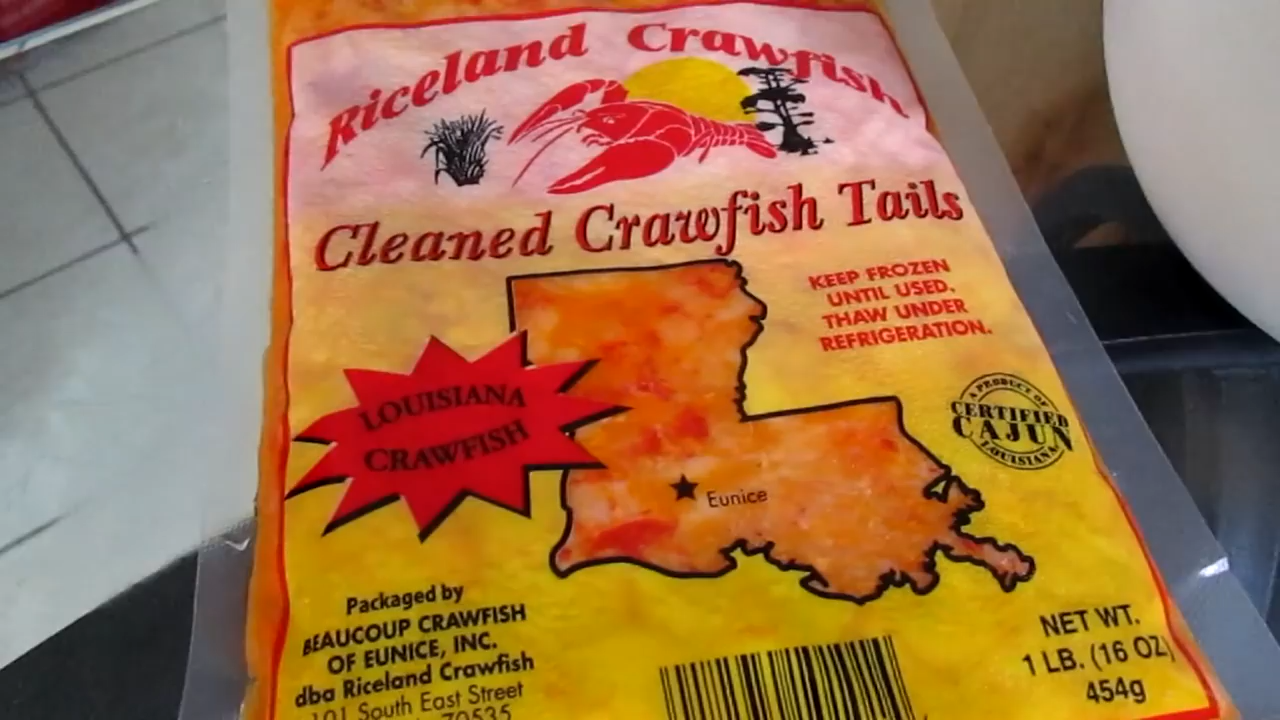 Riceland Crawfish
Cleaned Crawfish Tails
KEEP FROZEN
UNTIL USED.
THAW UNDER
REFRIGERATION.
LOUISIANA
CRAWFISH
A PRODUCT OF
CERTIFIED
CAJUN
LOUISIANA
Eunice
Packaged by
BEAUCOUP CRAWFISH
OF EUNICE, INC.
dba Riceland Crawfish
101 South East Street
70535
NET WT.
1 LB. (16 OZ)
454g